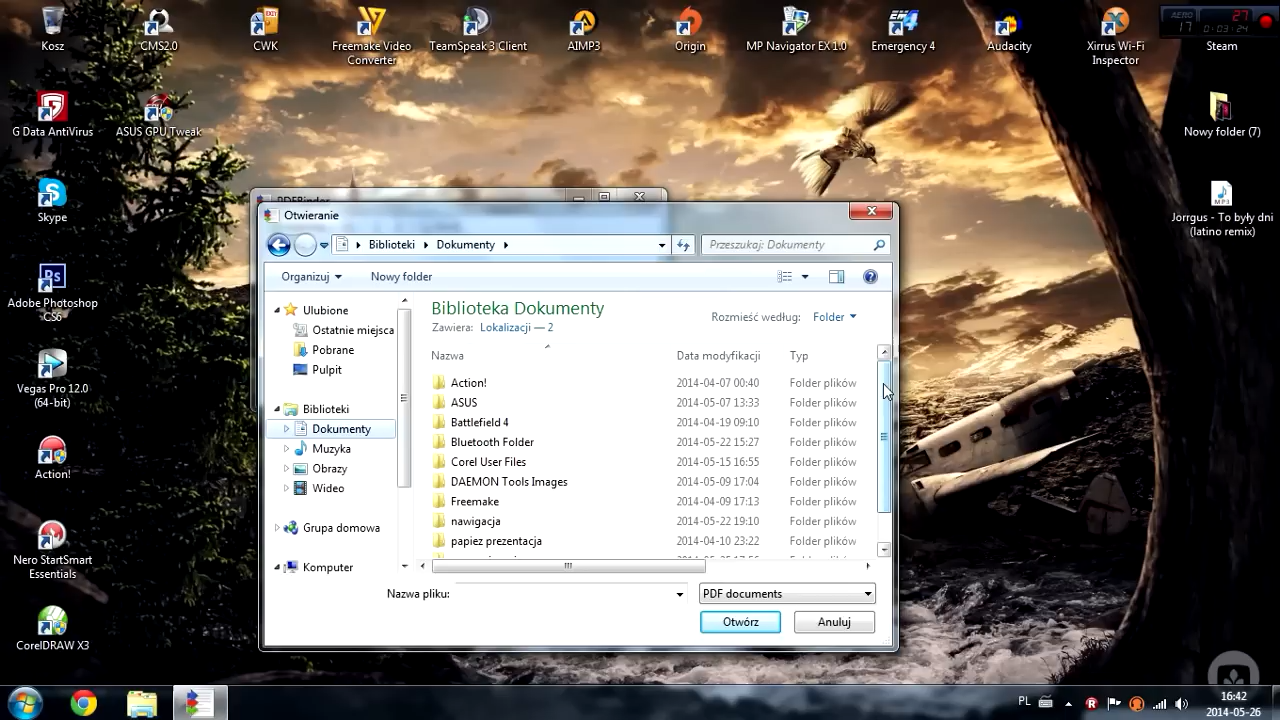 Kosz
CMS2.0
CWK
Freemake Video
Converter
TeamSpeak 3 Client
AIMP3
Origin
MP Navigator EX 1.0
Emergency 4
Audacity
Xirrus Wi-Fi
Inspector
AERO
17
27
0:03:24
Steam
G Data AntiVirus
ASUS GPU Tweak
Nowy folder (7)
Skype
MP3
Jorrgus - To były dni
(latino remix)
Adobe Photoshop
CS6
Vegas Pro 12.0
(64-bit)
Action!
Nero StartSmart
Essentials
CorelDRAW X3
PDFBinder
Otwieranie
Biblioteki
Dokumenty
Przeszukaj: Dokumenty
Organizuj
Nowy folder
Ulubione
Ostatnie miejsca
Pobrane
Pulpit
Biblioteki
Dokumenty
Muzyka
Obrazy
Wideo
Grupa domowa
Komputer
Biblioteka Dokumenty
Zawiera: Lokalizacji — 2
Rozmieść według: Folder
Nazwa Data modyfikacji Typ
Action! 2014-04-07 00:40 Folder plików
ASUS 2014-05-07 13:33 Folder plików
Battlefield 4 2014-04-19 09:10 Folder plików
Bluetooth Folder 2014-05-22 15:27 Folder plików
Corel User Files 2014-05-15 16:55 Folder plików
DAEMON Tools Images 2014-05-09 17:04 Folder plików
Freemake 2014-04-09 17:13 Folder plików
nawigacja 2014-05-22 19:10 Folder plików
papiez prezentacja 2014-04-10 23:22 Folder plików
Nazwa pliku:
PDF documents
Otwórz
Anuluj
PL
16:42
2014-05-26